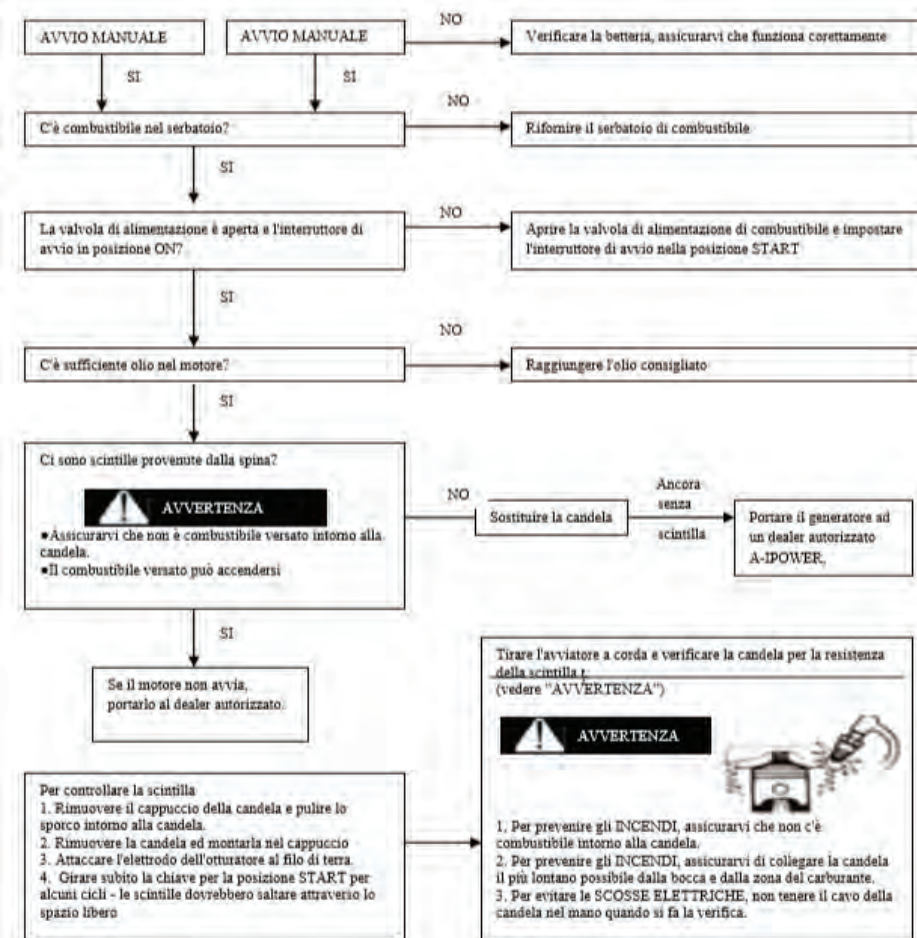 AVVIO MANUALE
AVVIO MANUALE
NO
Verificare la betteria, assicurarvi che funziona corettamente
SI
SI
C'è combustibile nel serbatoio?
NO
Rifornire il serbatoio di combustibile
SI
La valvola di alimentazione è aperta e l'interruttore di
avvio in posizione ON?
NO
Aprire la valvola di alimentazione di combustibile e impostare
l'interruttore di avvio nella posizione START
SI
C'è sufficiente olio nel motore?
NO
Raggiungere l'olio consigliato
SI
Ci sono scintille provenute dalla spina?
AVVERTENZA
•Assicurarvi che non è combustibile versato intorno alla
candela.
•Il combustibile versato può accendersi
NO
Sostituire la candela
Ancora
senza
scintilla
Portare il generatore ad
un dealer autorizzato
A-IPOWER.
SI
Se il motore non avvia,
portarlo al dealer autorizzato.
Per controllare la scintilla
1. Rimuovere il cappuccio della candela e pulire lo
sporco intorno alla candela.
2. Rimuovere la candela ed montarla nel cappuccio
3. Attaccare l'elettrodo dell'otturatore al filo di terra.
4. Girare subito la chiave per la posizione START per
alcuni cicli - le scintille dovrebbero saltare attraverso lo
spazio libero
Tirare l'avviatore a corda e verificare la candela per la resistenza
della scintilla
(vedere "AVVERTENZA")
AVVERTENZA
1. Per prevenire gli INCENDI, assicurarvi che non c'è
combustibile intorno alla candela.
2. Per prevenire gli INCENDI, assicurarvi di collegare la candela
il più lontano possibile dalla bocca e dalla zona del carburante.
3. Per evitare le SCOSSE ELETTRICHE, non tenere il cavo della
candela nel mano quando si fa la verifica.